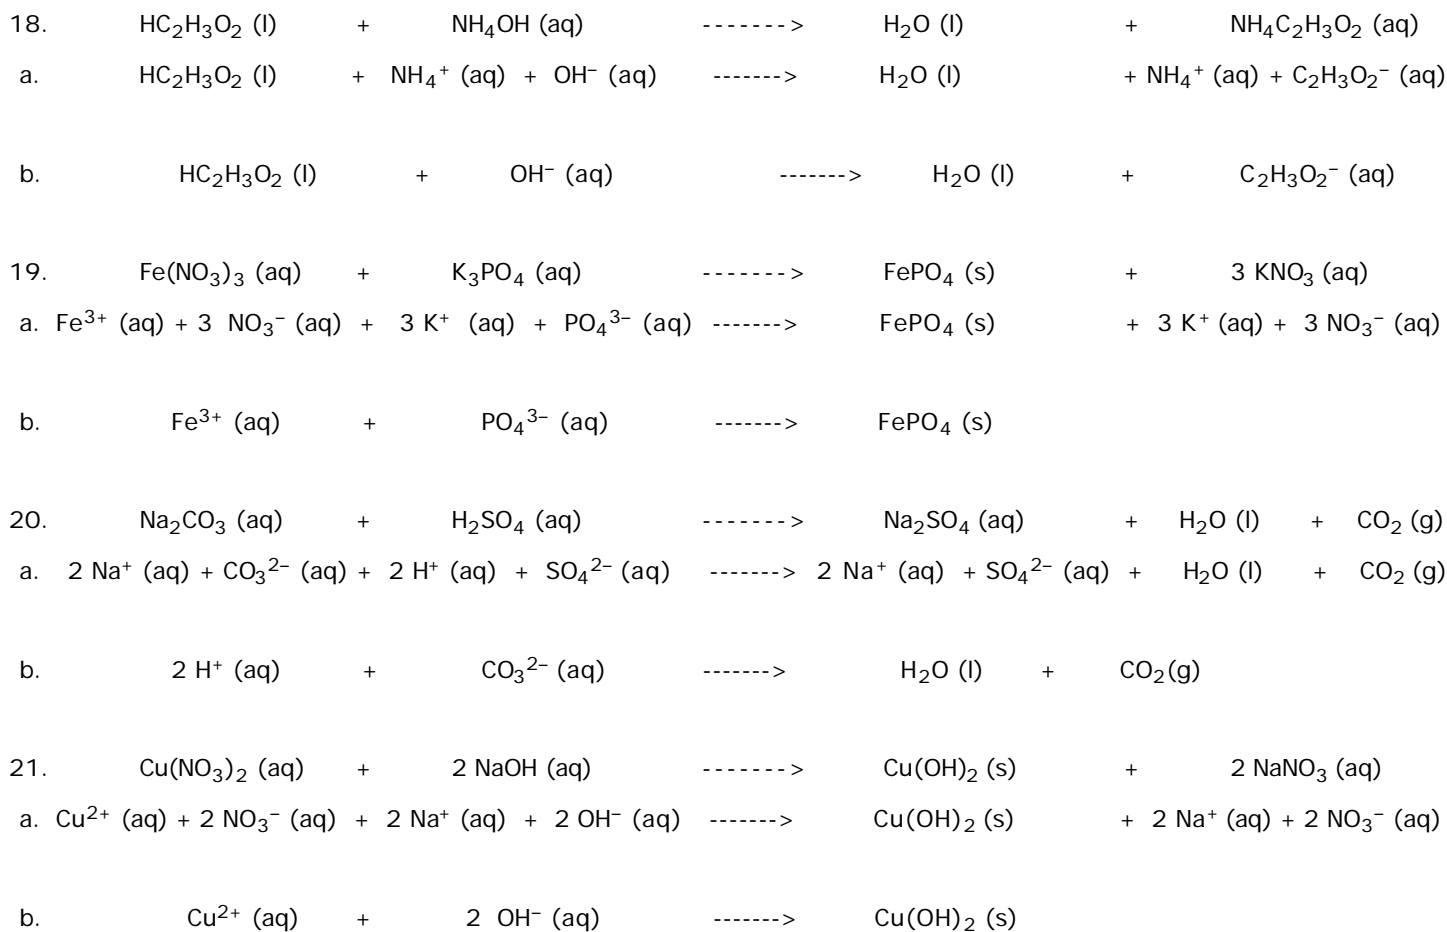 18. HC₂H₃O₂ (l) + NH₄OH (aq) -------> H₂O (l) + NH₄C₂H₃O₂ (aq)
a. HC₂H₃O₂ (l) + NH₄⁺ (aq) + OH⁻ (aq) -------> H₂O (l) + NH₄⁺ (aq) + C₂H₃O₂⁻ (aq)
b. HC₂H₃O₂ (l) + OH⁻ (aq) -------> H₂O (l) + C₂H₃O₂⁻ (aq)
19. Fe(NO₃)₃ (aq) + K₃PO₄ (aq) -------> FePO₄ (s) + 3 KNO₃ (aq)
a. Fe³⁺ (aq) + 3 NO₃⁻ (aq) + 3 K⁺ (aq) + PO₄³⁻ (aq) -------> FePO₄ (s) + 3 K⁺ (aq) + 3 NO₃⁻ (aq)
b. Fe³⁺ (aq) + PO₄³⁻ (aq) -------> FePO₄ (s)
20. Na₂CO₃ (aq) + H₂SO₄ (aq) -------> Na₂SO₄ (aq) + H₂O (l) + CO₂ (g)
a. 2 Na⁺ (aq) + CO₃²⁻ (aq) + 2 H⁺ (aq) + SO₄²⁻ (aq) -------> 2 Na⁺ (aq) + SO₄²⁻ (aq) + H₂O (l) + CO₂ (g)
b. 2 H⁺ (aq) + CO₃²⁻ (aq) -------> H₂O (l) + CO₂(g)
21. Cu(NO₃)₂ (aq) + 2 NaOH (aq) -------> Cu(OH)₂ (s) + 2 NaNO₃ (aq)
a. Cu²⁺ (aq) + 2 NO₃⁻ (aq) + 2 Na⁺ (aq) + 2 OH⁻ (aq) -------> Cu(OH)₂ (s) + 2 Na⁺ (aq) + 2 NO₃⁻ (aq)
b. Cu²⁺ (aq) + 2 OH⁻ (aq) -------> Cu(OH)₂ (s)